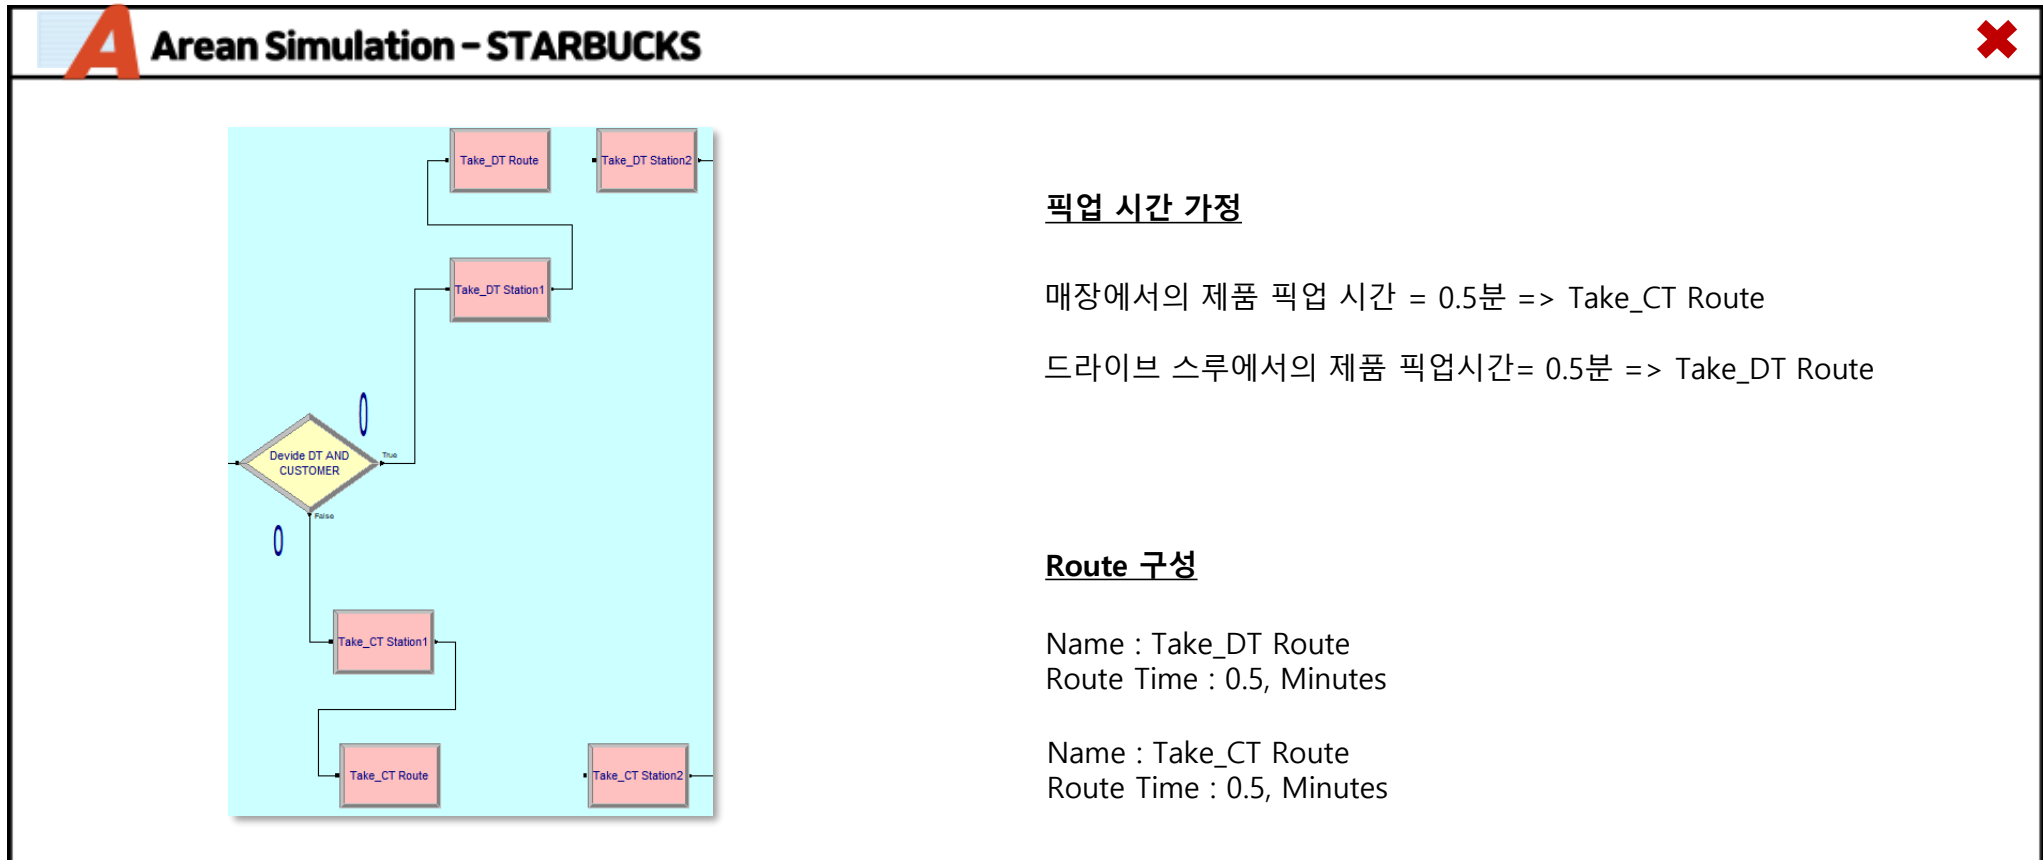 Arean Simulation – STARBUCKS
Take_DT Route
Take_DT Station2
Take_DT Station1
0
Devide DT AND
CUSTOMER
True
False
0
Take_CT Station1
Take_CT Route
Take_CT Station2
픽업 시간 가정
매장에서의 제품 픽업 시간 = 0.5분 => Take_CT Route
드라이브 스루에서의 제품 픽업시간= 0.5분 => Take_DT Route
Route 구성
Name : Take_DT Route
Route Time : 0.5, Minutes
Name : Take_CT Route
Route Time : 0.5, Minutes